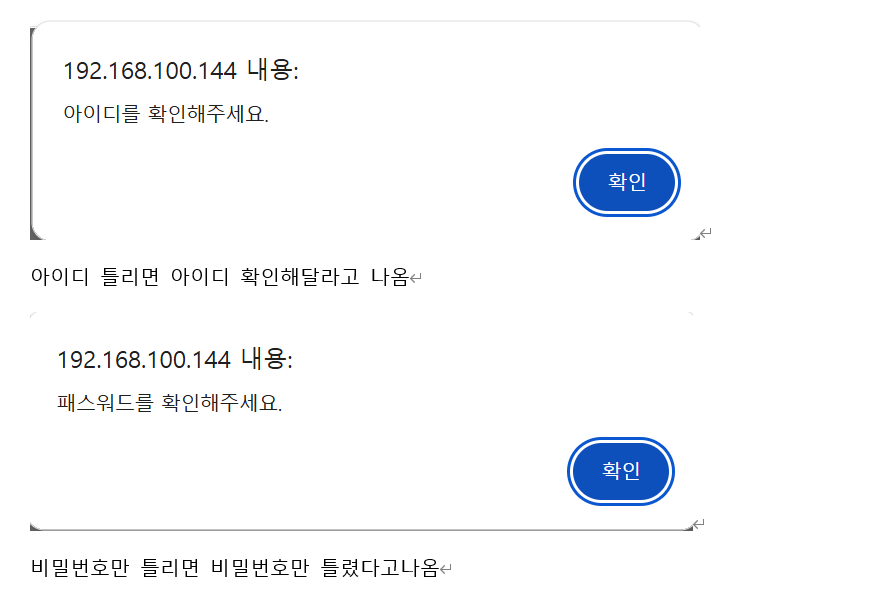 192.168.100.144 내용:
아이디를 확인해주세요.
확인
아이디 틀리면 아이디 확인해달라고 나옴
192.168.100.144 내용:
패스워드를 확인해주세요.
확인
비밀번호만 틀리면 비밀번호만 틀렸다고나옴